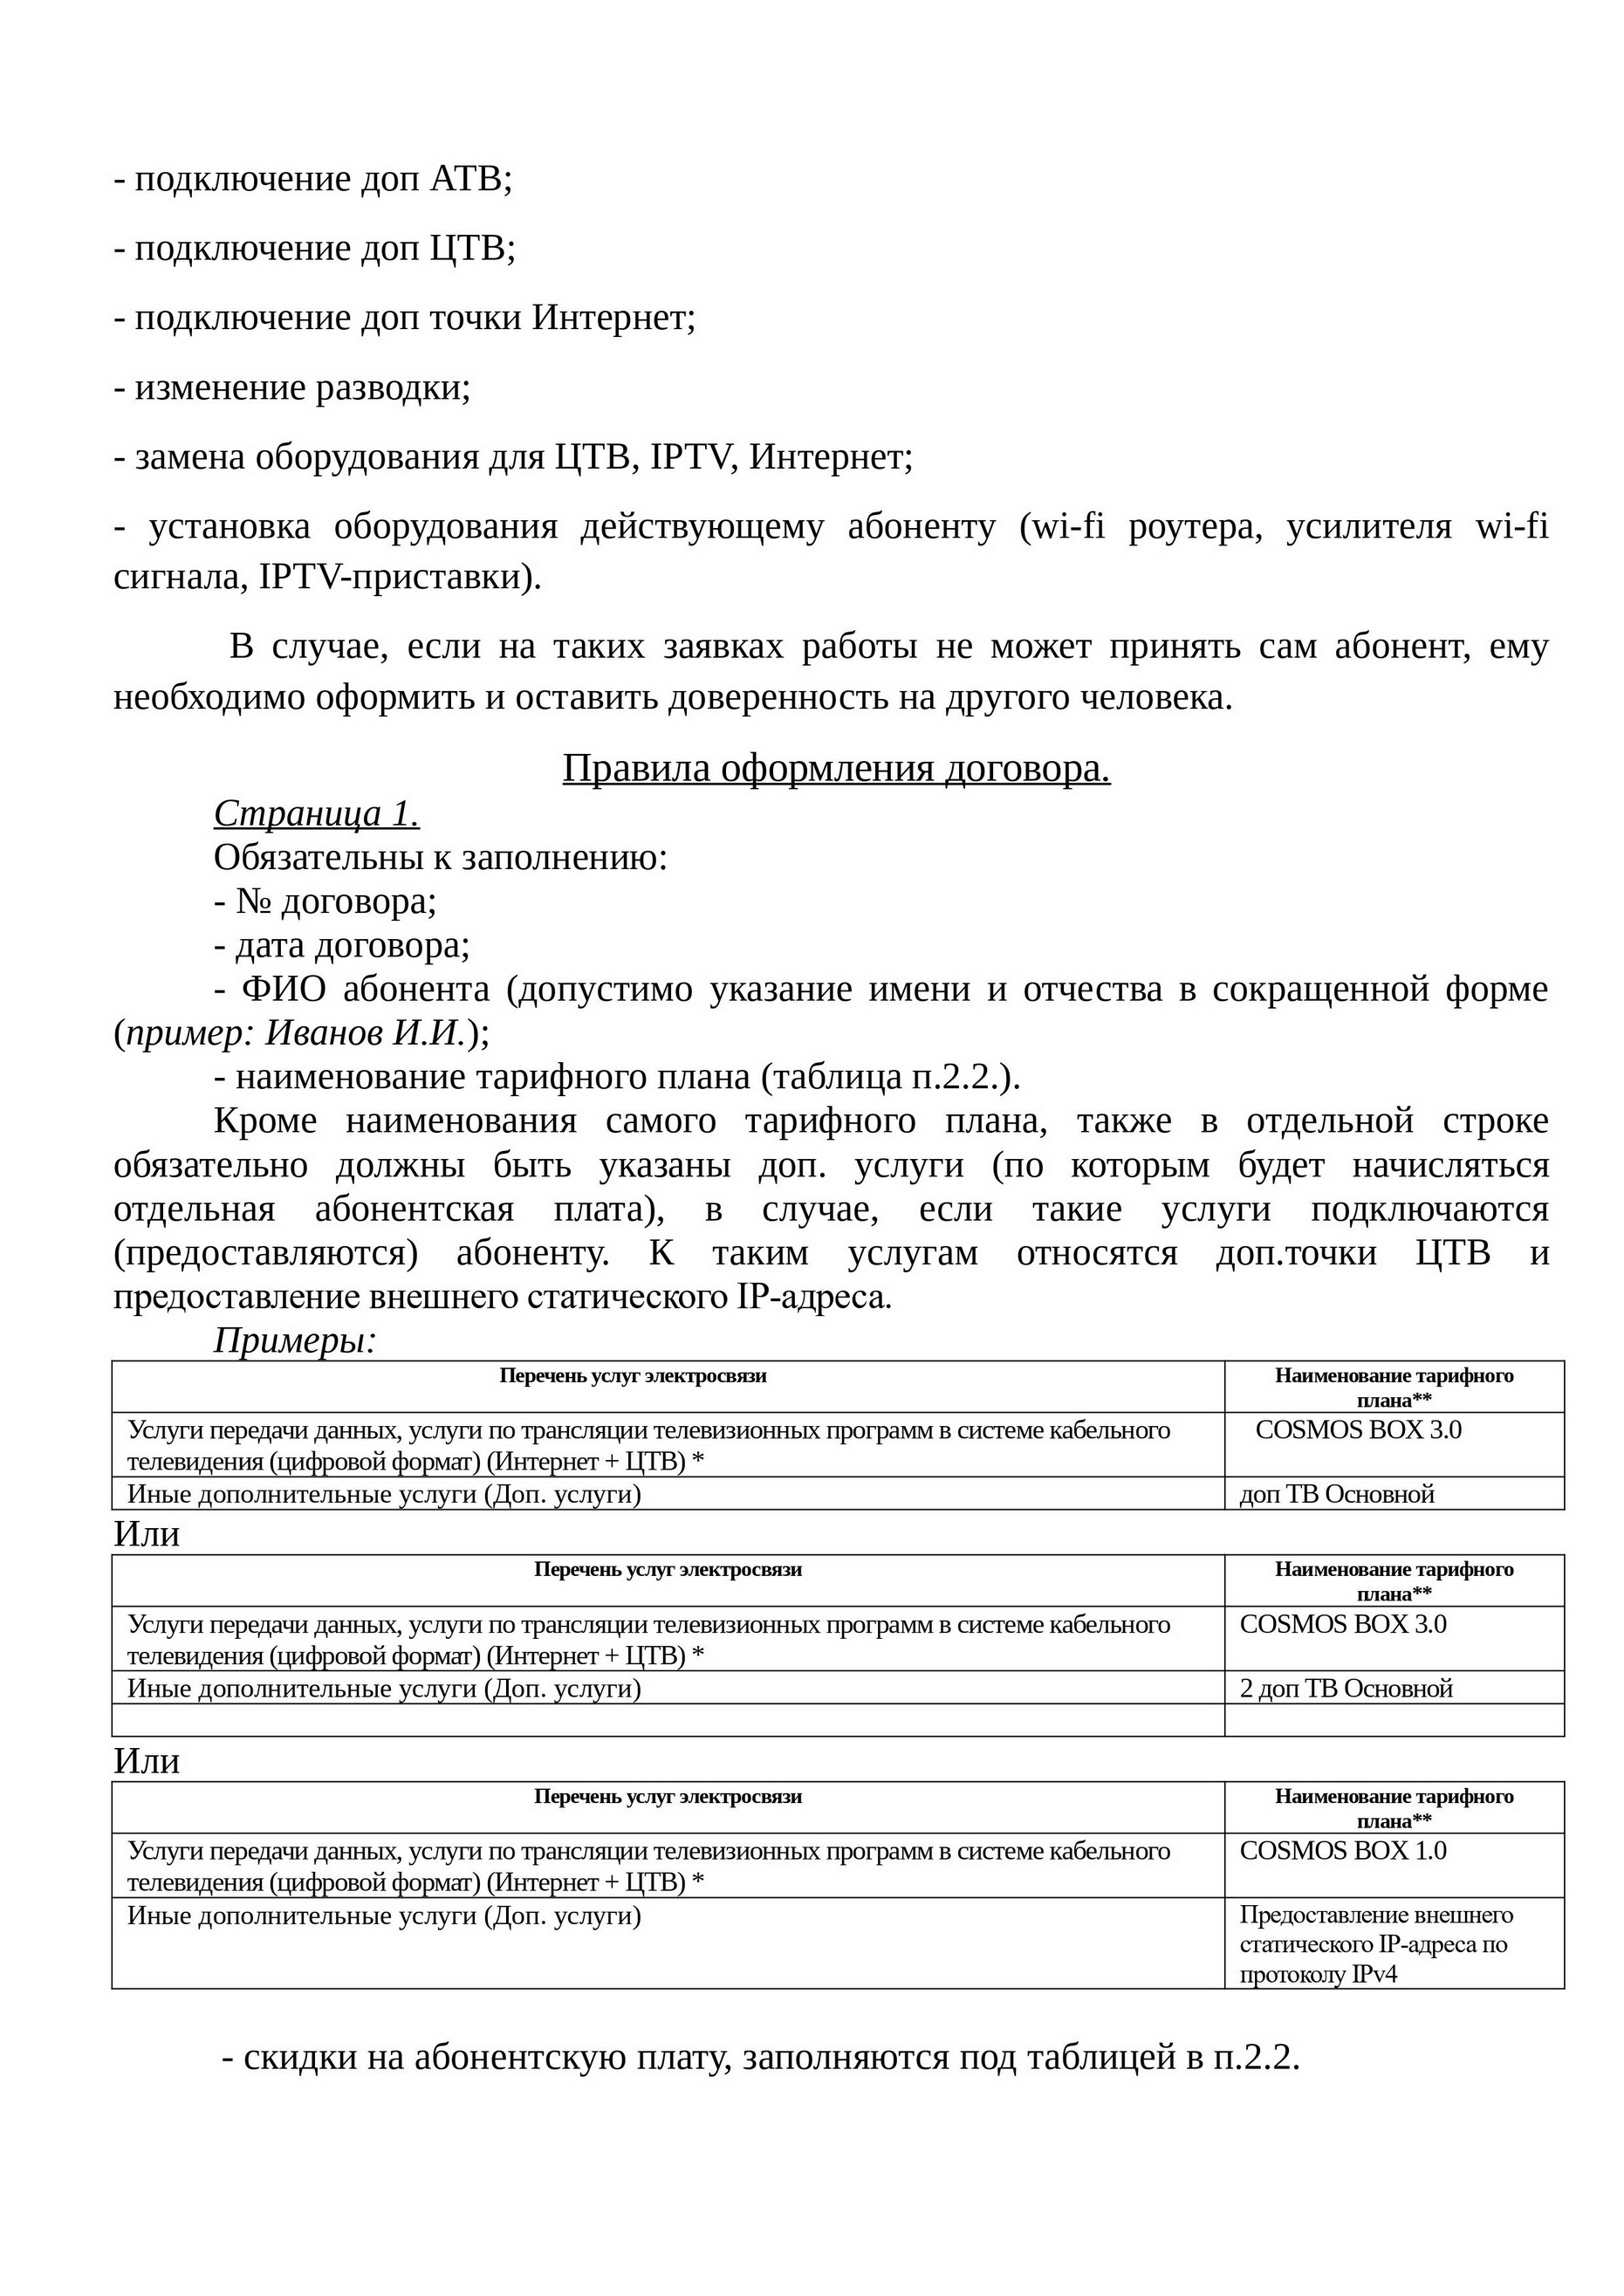 - подключение доп АТВ;
- подключение доп ЦТВ;
- подключение доп точки Интернет;
- изменение разводки;
- замена оборудования для ЦТВ, IPTV, Интернет;
- установка оборудования действующему абоненту (wi-fi роутера, усилителя wi-fi
сигнала, IPTV-приставки).
В случае, если на таких заявках работы не может принять сам абонент, ему
необходимо оформить и оставить доверенность на другого человека.
Правила оформления договора.
Страница 1.
Обязательны к заполнению:
- № договора;
- дата договора;
- ФИО абонента (допустимо указание имени и отчества в сокращенной форме
(пример: Иванов И.И.);
- наименование тарифного плана (таблица п.2.2.).
Кроме наименования самого тарифного плана, также в отдельной строке
обязательно должны быть указаны доп. услуги (по которым будет начисляться
отдельная абонентская плата), в случае, если такие услуги подключаются
(предоставляются) абоненту. К таким услугам относятся доп.точки ЦТВ и
предоставление внешнего статического IP-адреса.
Примеры:
Перечень услуг электросвязи
Наименование тарифного
плана**
Услуги передачи данных, услуги по трансляции телевизионных программ в системе кабельного
телевидения (цифровой формат) (Интернет + ЦТВ) *
COSMOS BOX 3.0
Иные дополнительные услуги (Доп. услуги)
доп ТВ Основной
Или
Перечень услуг электросвязи
Наименование тарифного
плана**
Услуги передачи данных, услуги по трансляции телевизионных программ в системе кабельного
телевидения (цифровой формат) (Интернет + ЦТВ) *
COSMOS BOX 3.0
Иные дополнительные услуги (Доп. услуги)
2 доп ТВ Основной
Или
Перечень услуг электросвязи
Наименование тарифного
плана**
Услуги передачи данных, услуги по трансляции телевизионных программ в системе кабельного
телевидения (цифровой формат) (Интернет + ЦТВ) *
COSMOS BOX 1.0
Иные дополнительные услуги (Доп. услуги)
Предоставление внешнего
статического IP-адреса по
протоколу IPv4
- скидки на абонентскую плату, заполняются под таблицей в п.2.2.